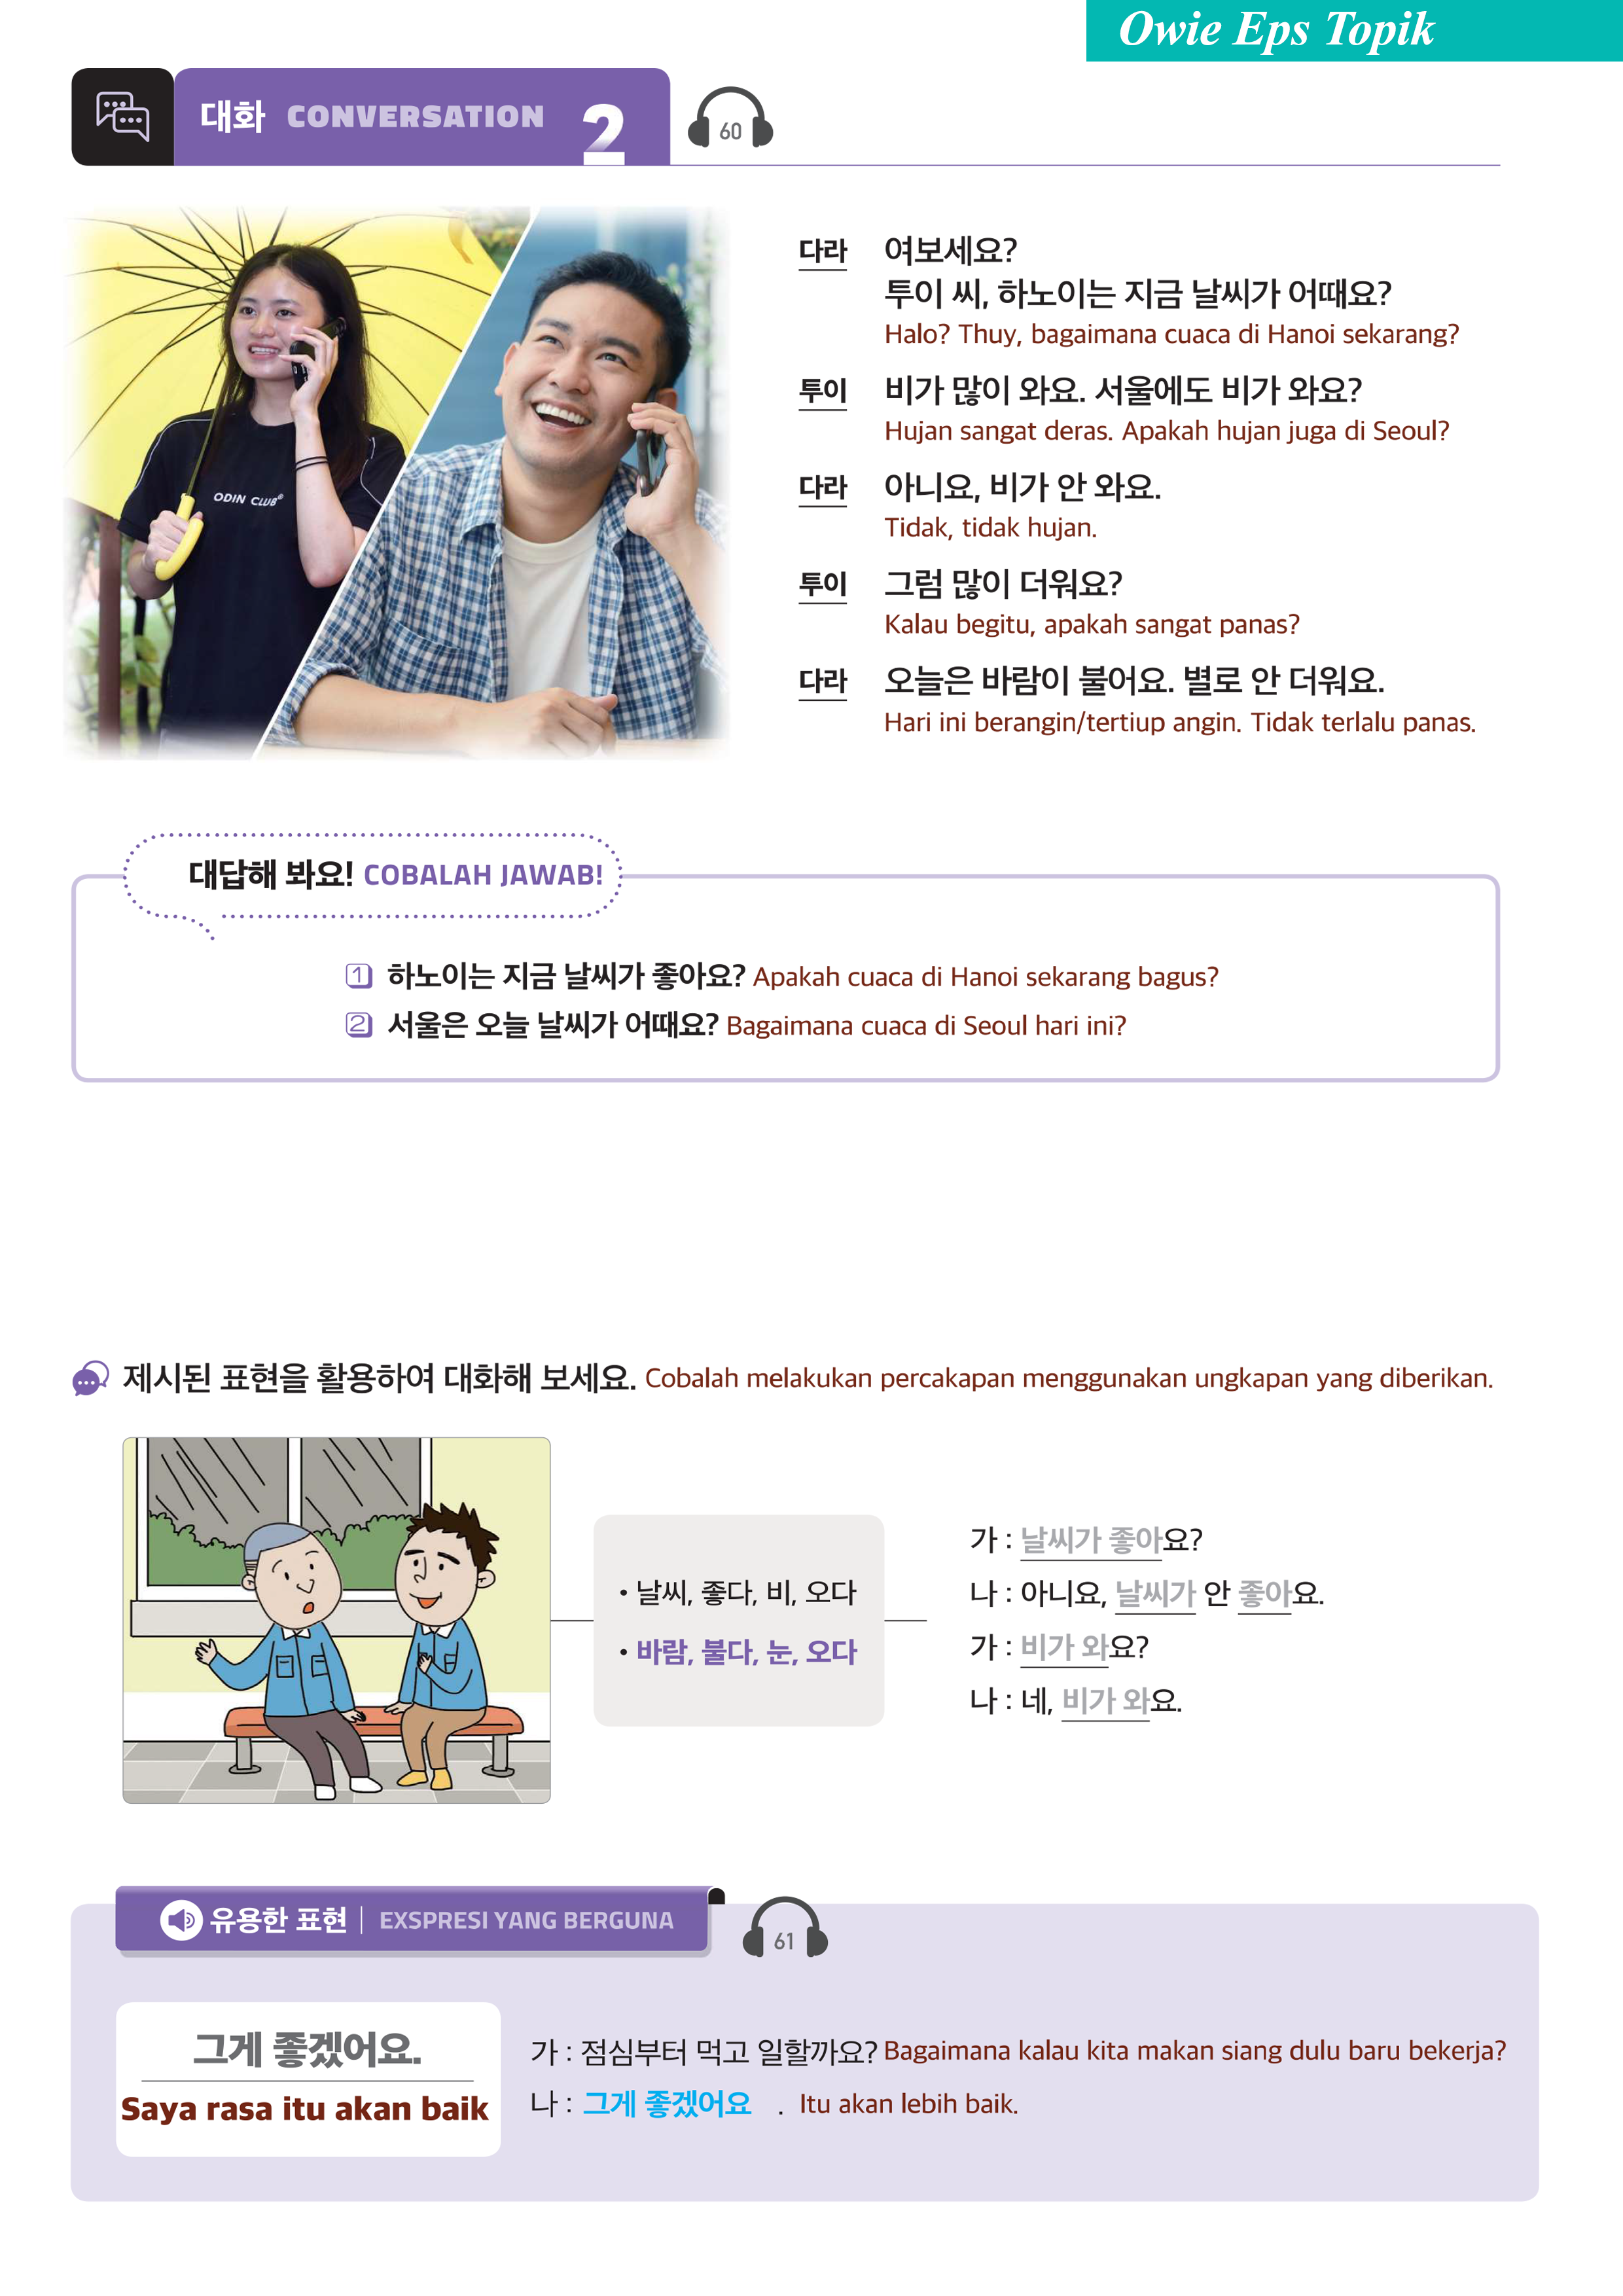 Owie Eps Topik
대화 CONVERSATION 2
60
ODIN CLUB®
다라 여보세요?
투이 씨, 하노이는 지금 날씨가 어때요?
Halo? Thuy, bagaimana cuaca di Hanoi sekarang?
투이 비가 많이 와요. 서울에도 비가 와요?
Hujan sangat deras. Apakah hujan juga di Seoul?
다라 아니요, 비가 안 와요.
Tidak, tidak hujan.
투이 그럼 많이 더워요?
Kalau begitu, apakah sangat panas?
다라 오늘은 바람이 불어요. 별로 안 더워요.
Hari ini berangin/tertiup angin. Tidak terlalu panas.
대답해 봐요! COBALAH JAWAB!
1 하노이는 지금 날씨가 좋아요? Apakah cuaca di Hanoi sekarang bagus?
2 서울은 오늘 날씨가 어때요? Bagaimana cuaca di Seoul hari ini?
제시된 표현을 활용하여 대화해 보세요. Cobalah melakukan percakapan menggunakan ungkapan yang diberikan.
• 날씨, 좋다, 비, 오다
• 바람, 불다, 눈, 오다
가 : 날씨가 좋아요?
나 : 아니요, 날씨가 안 좋아요.
가 : 비가 와요?
나 : 네, 비가 와요.
유용한 표현 | EXSPRESI YANG BERGUNA
61
그게 좋겠어요.
Saya rasa itu akan baik
가 : 점심부터 먹고 일할까요? Bagaimana kalau kita makan siang dulu baru bekerja?
나 : 그게 좋겠어요 . Itu akan lebih baik.